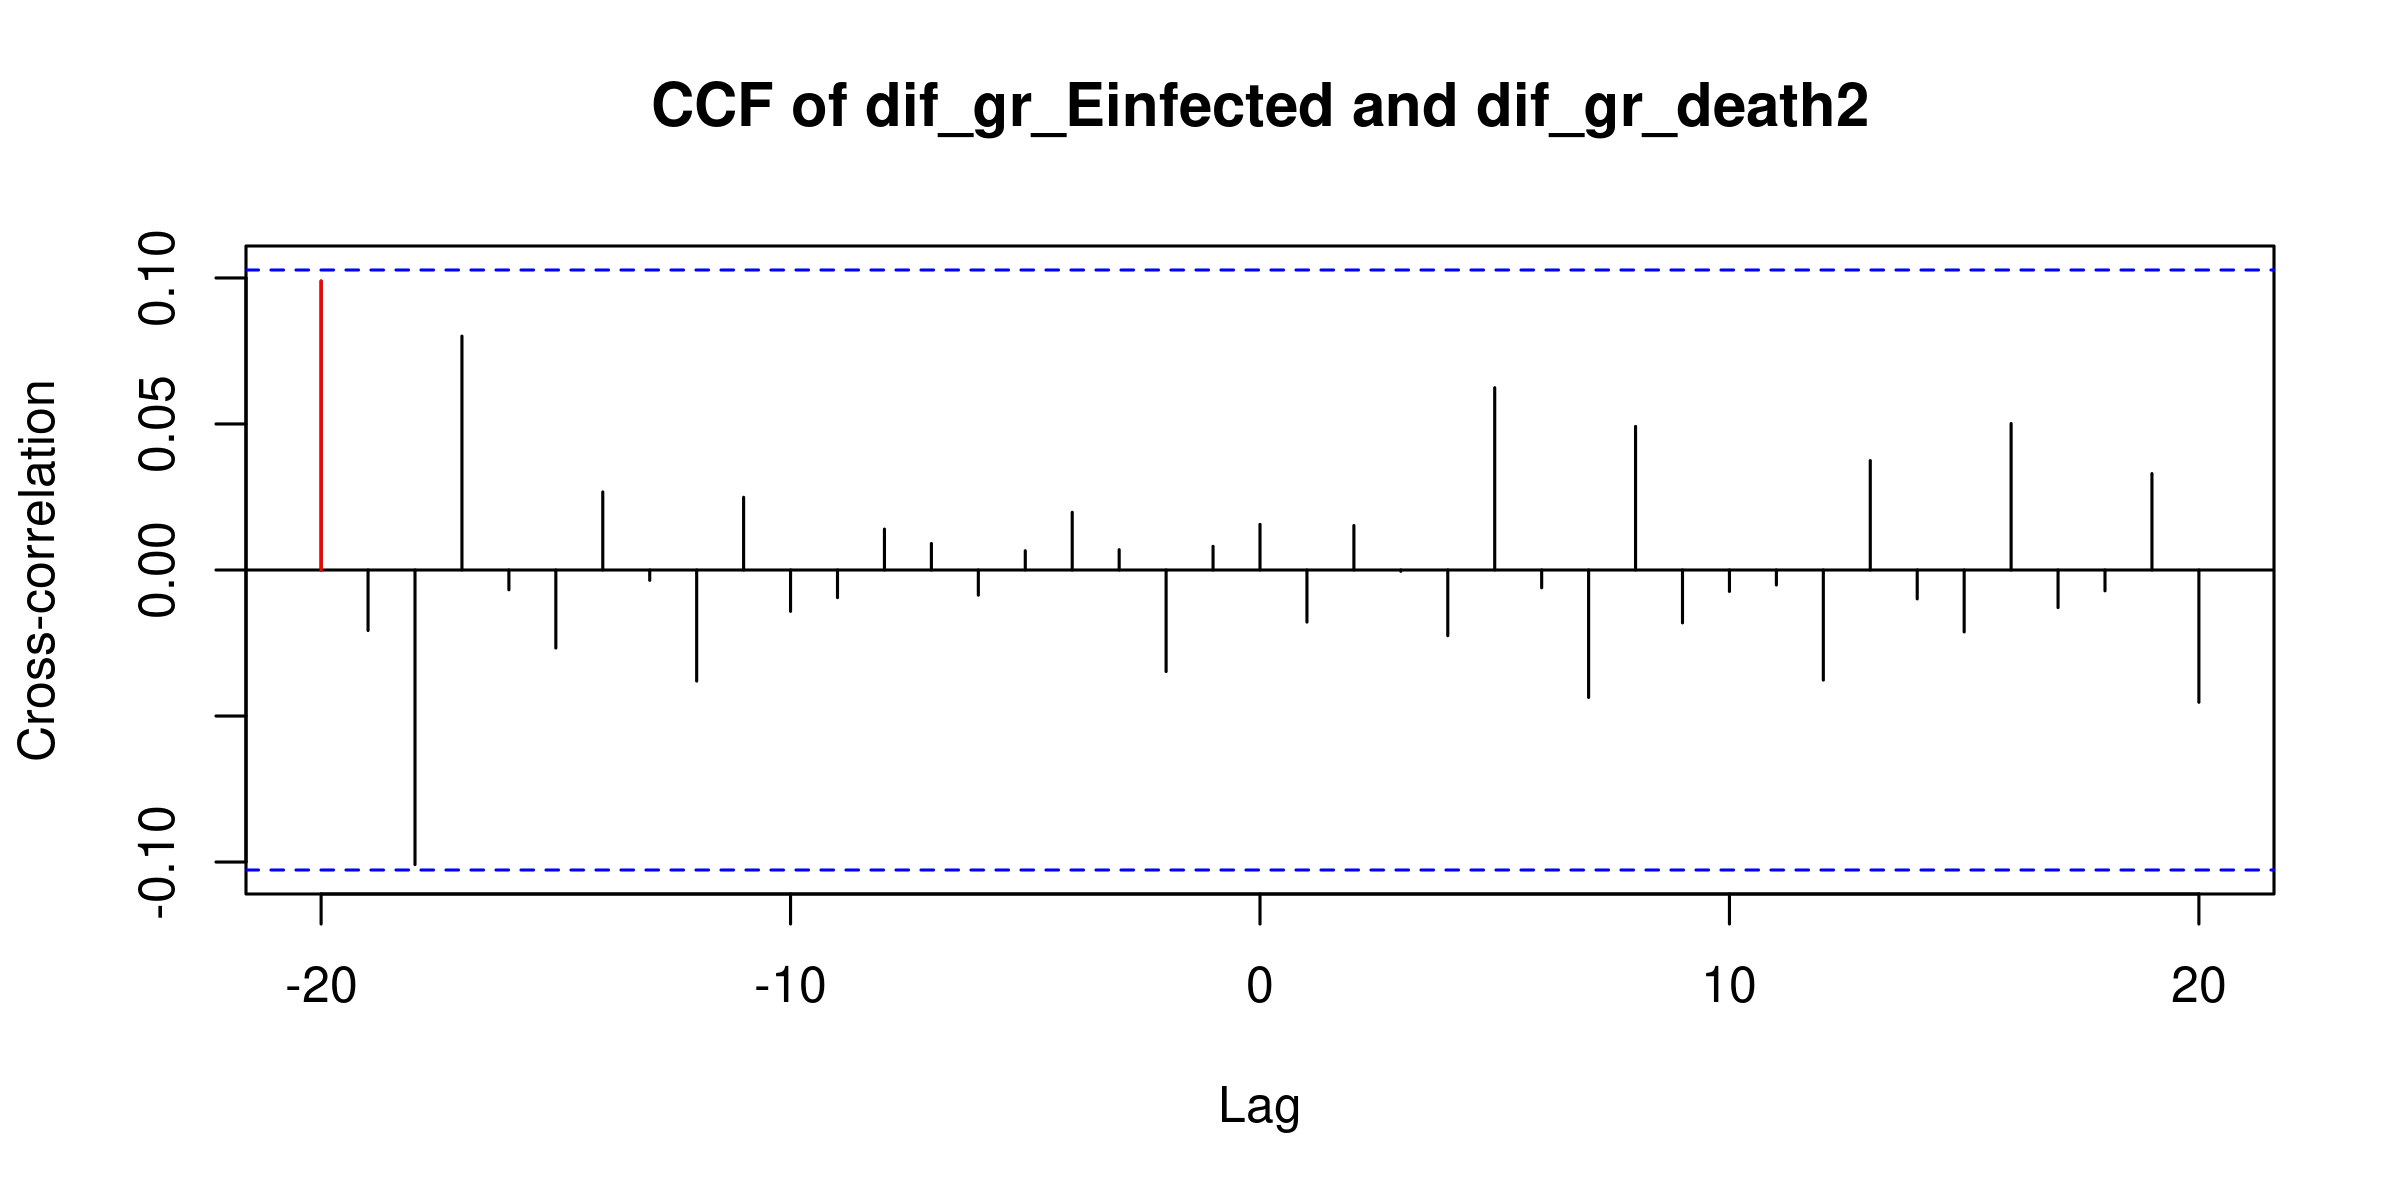 CCF of dif_gr_Einfected and dif_gr_death2
Cross-correlation
0.10
0.05
0.00
-0.10
-20 -10 0 10 20
Lag